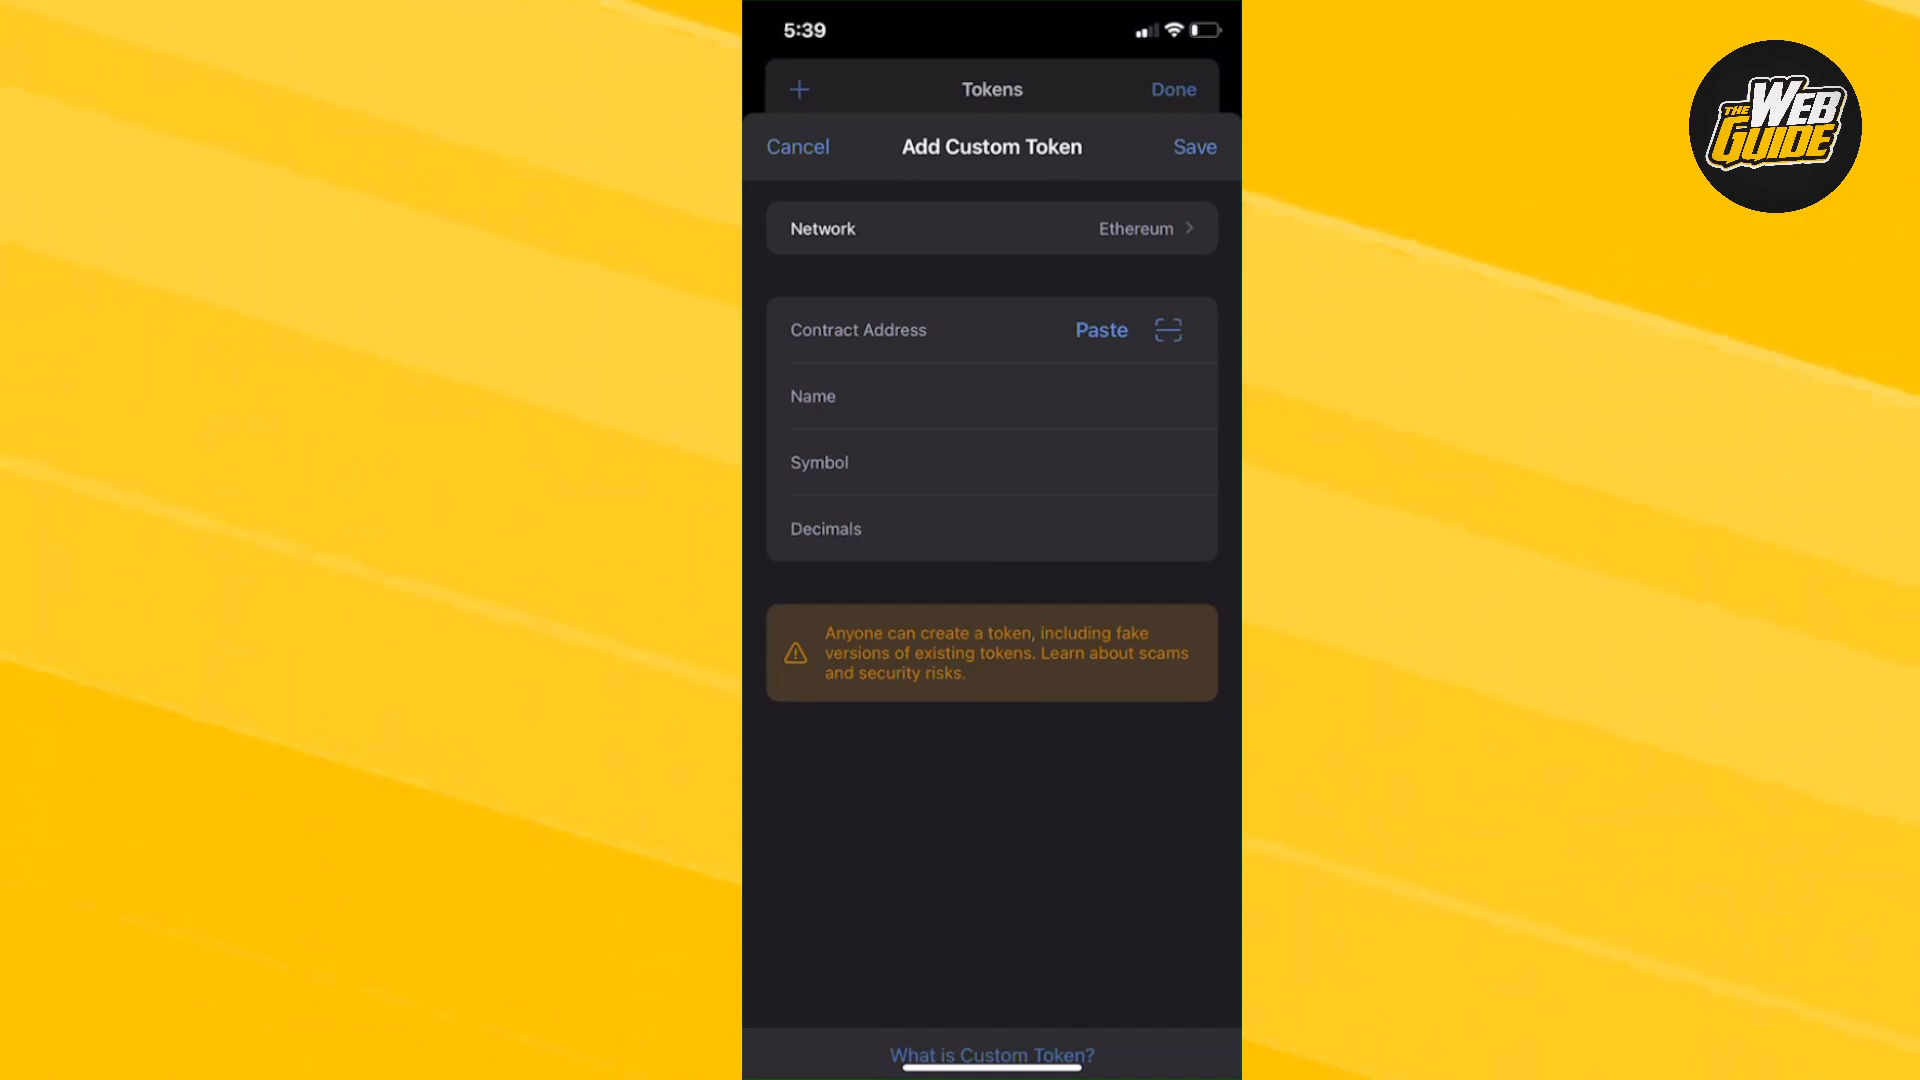 5:39
Tokens
Done
Cancel
Add Custom Token
Save
Network
Ethereum
Contract Address
Paste
Name
Symbol
Decimals
Anyone can create a token, including fake
versions of existing tokens. Learn about scams
and security risks.
What is Custom Token?
THE
WEB
GUIDE